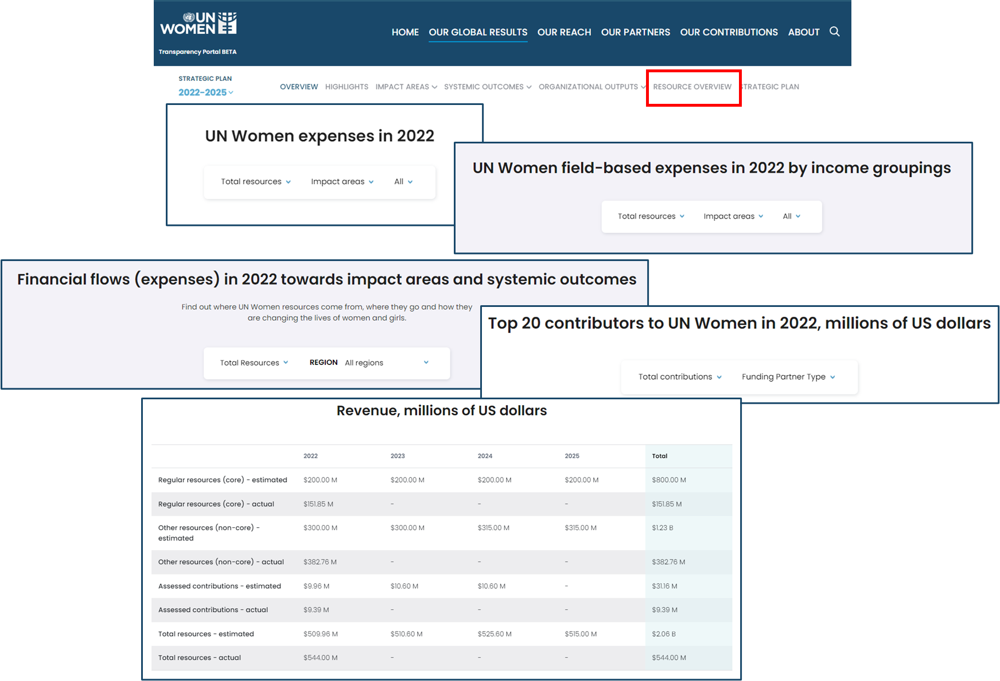 UN
WOMEN
Transparency Portal BETA
HOME OUR GLOBAL RESULTS OUR REACH OUR PARTNERS OUR CONTRIBUTIONS ABOUT
STRATEGIC PLAN
2022-2025
OVERVIEW HIGHLIGHTS IMPACT AREAS SYSTEMIC OUTCOMES ORGANIZATIONAL OUTPUTS RESOURCE OVERVIEW STRATEGIC PLAN
UN Women expenses in 2022
Total resources Impact areas All
UN Women field-based expenses in 2022 by income groupings
Total resources Impact areas All
Financial flows (expenses) in 2022 towards impact areas and systemic outcomes
Find out where UN Women resources come from, where they go and how they
are changing the lives of women and girls.
Total Resources REGION All regions
Top 20 contributors to UN Women in 2022, millions of US dollars
Total contributions Funding Partner Type
Revenue, millions of US dollars
2022 2023 2024 2025 Total
Regular resources (core) - estimated $200.00 M $200.00 M $200.00 M $200.00 M $800.00 M
Regular resources (core) - actual $151.85 M - - - $151.85 M
Other resources (non-core) -
estimated $300.00 M $300.00 M $315.00 M $315.00 M $1.23 B
Other resources (non-core) - actual $382.76 M - - - $382.76 M
Assessed contributions - estimated $9.96 M $10.60 M $10.60 M - $31.16 M
Assessed contributions - actual $9.39 M - - - $9.39 M
Total resources - estimated $509.96 M $510.60 M $525.60 M $515.00 M $2.06 B
Total resources - actual $544.00 M - - - $544.00 M